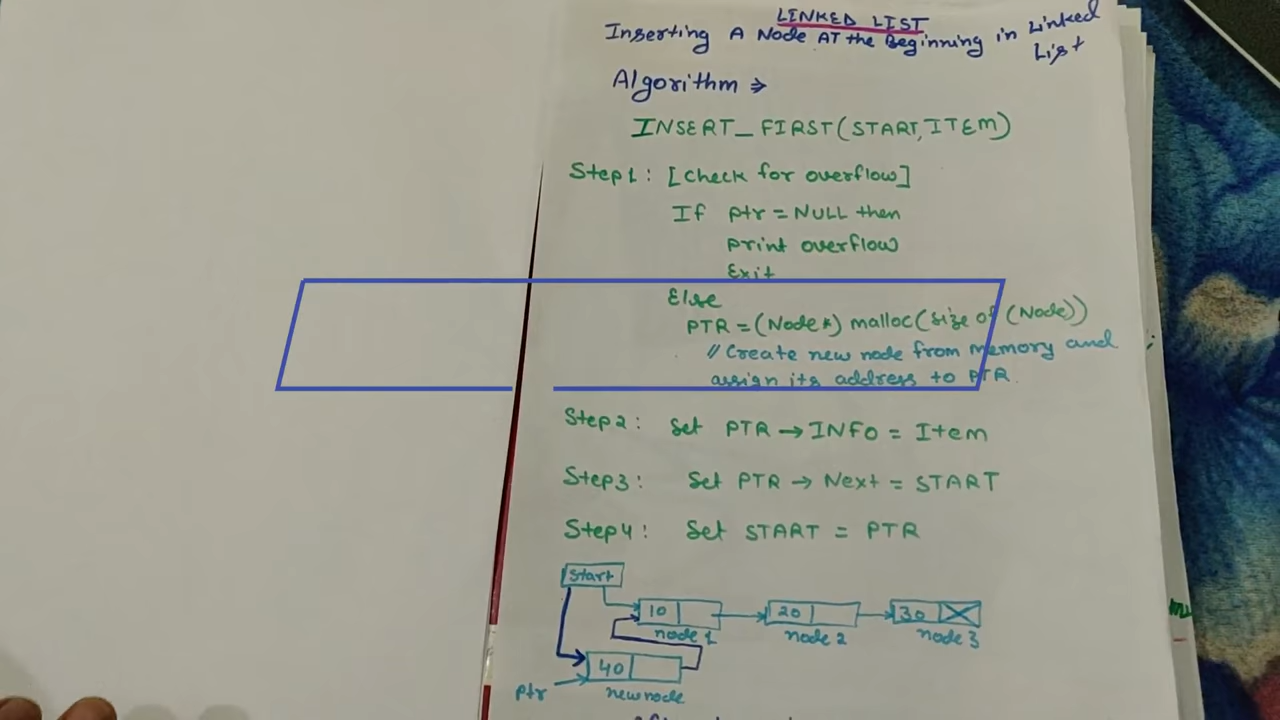 LINKED LIST
Inserting A Node AT the Beginning in Linked
List
Algorithm ⇒
INSERT_FIRST(START,ITEM)
Step1: [Check for overflow]
If ptr = NULL then
print overflow
Exit
Else
PTR = (Node*) malloc(size of (Node))
// Create new node from memory and
assign its address to PTR.
Step2: Set PTR → INFO = Item
Step3: Set PTR → Next = START
Step4: Set START = PTR
Start
10 20 30
node 1 node 2 node 3
40
ptr new node